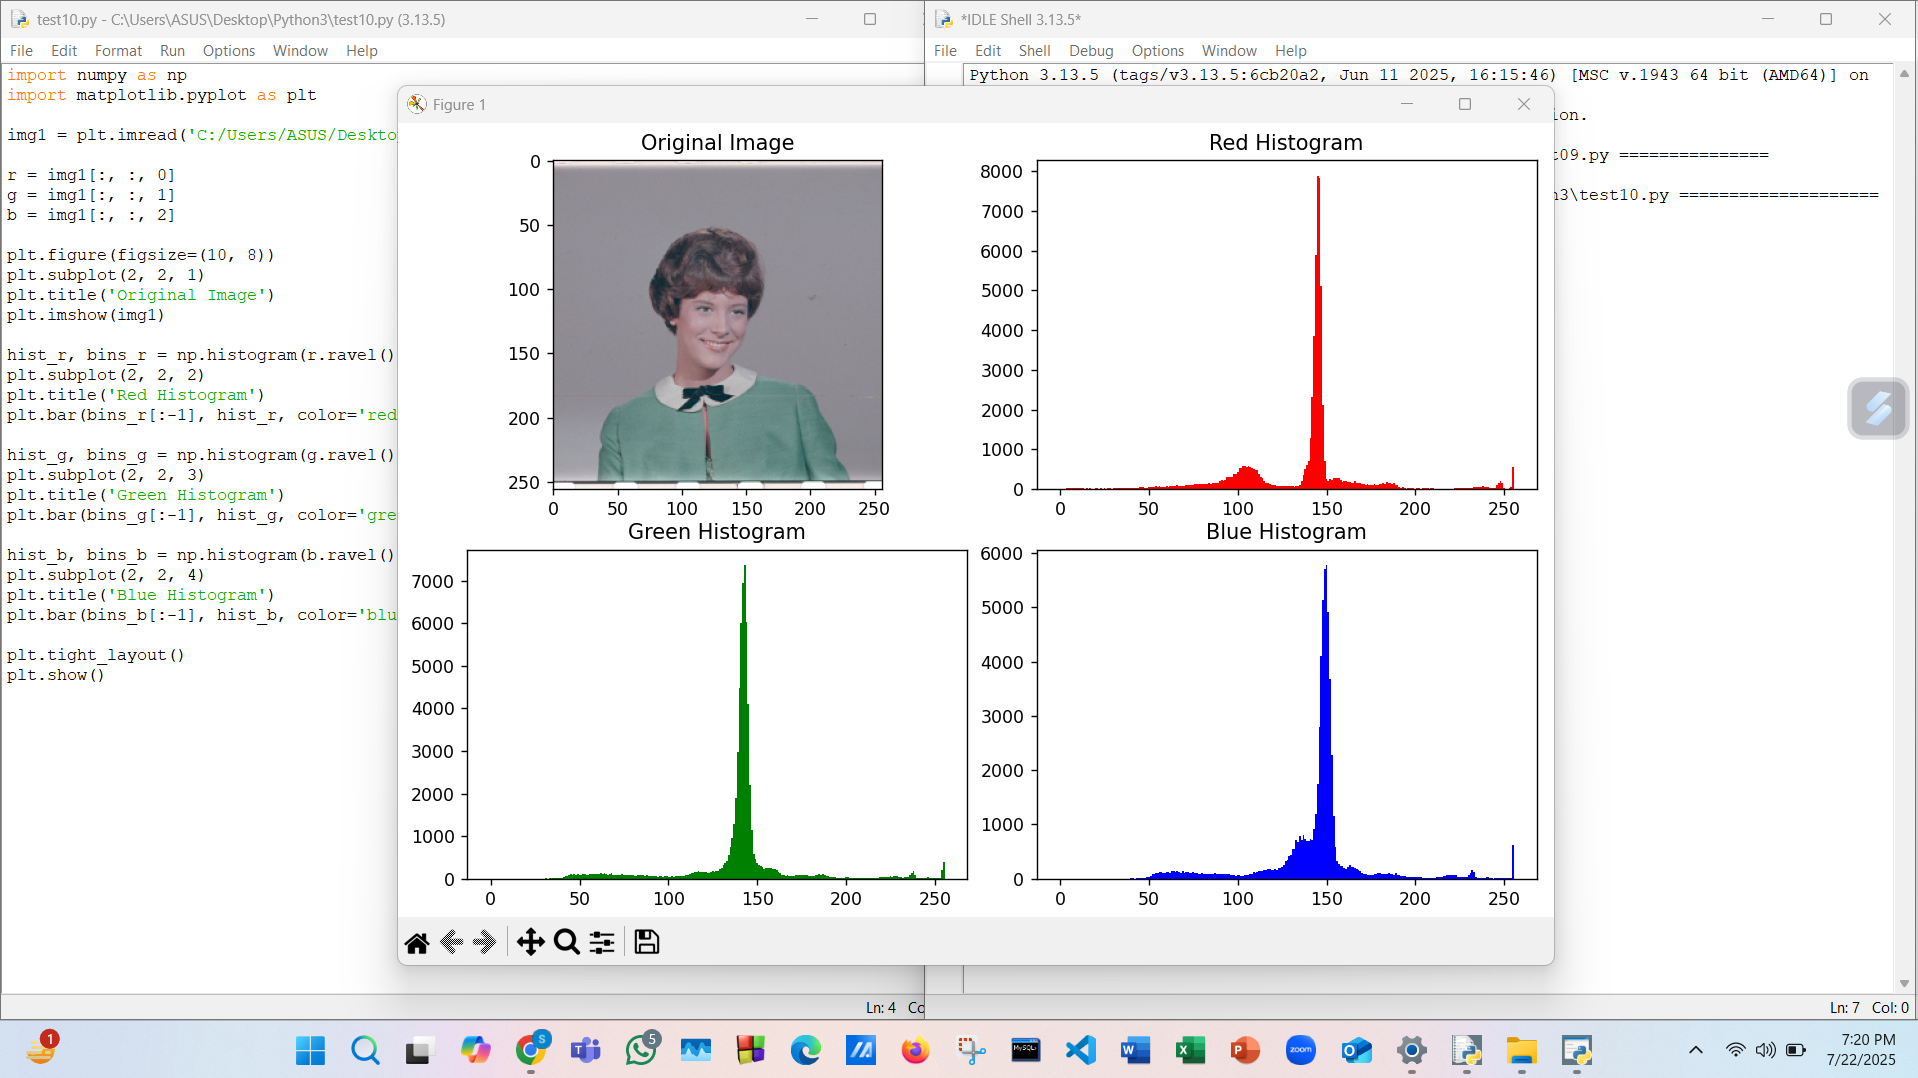 test10.py - C:\Users\ASUS\Desktop\Python3\test10.py (3.13.5)
File Edit Format Run Options Window Help
import numpy as np
import matplotlib.pyplot as plt
img1 = plt.imread('C:/Users/ASUS/Deskto
r = img1[:, :, 0]
g = img1[:, :, 1]
b = img1[:, :, 2]
plt.figure(figsize=(10, 8))
plt.subplot(2, 2, 1)
plt.title('Original Image')
plt.imshow(img1)
hist_r, bins_r = np.histogram(r.ravel()
plt.subplot(2, 2, 2)
plt.title('Red Histogram')
plt.bar(bins_r[:-1], hist_r, color='red
hist_g, bins_g = np.histogram(g.ravel()
plt.subplot(2, 2, 3)
plt.title('Green Histogram')
plt.bar(bins_g[:-1], hist_g, color='gre
hist_b, bins_b = np.histogram(b.ravel()
plt.subplot(2, 2, 4)
plt.title('Blue Histogram')
plt.bar(bins_b[:-1], hist_b, color='blu
plt.tight_layout()
plt.show()
Ln: 4 Co
*IDLE Shell 3.13.5*
File Edit Shell Debug Options Window Help
Python 3.13.5 (tags/v3.13.5:6cb20a2, Jun 11 2025, 16:15:46) [MSC v.1943 64 bit (AMD64)] on
ion.
t09.py ===============
n3\test10.py ====================
Ln: 7 Col: 0
Figure 1
Original Image
0
50
100
150
200
250
0 50 100 150 200 250
Red Histogram
8000
7000
6000
5000
4000
3000
2000
1000
0
0 50 100 150 200 250
Green Histogram
7000
6000
5000
4000
3000
2000
1000
0
0 50 100 150 200 250
Blue Histogram
6000
5000
4000
3000
2000
1000
0
0 50 100 150 200 250
1
S
5
MySQL
zoom
7:20 PM
7/22/2025